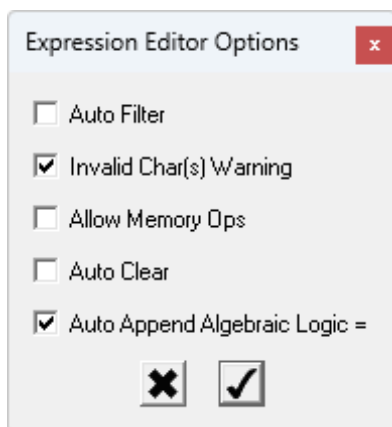 Expression Editor Options
Auto Filter
Invalid Char(s) Warning
Allow Memory Ops
Auto Clear
Auto Append Algebraic Logic =